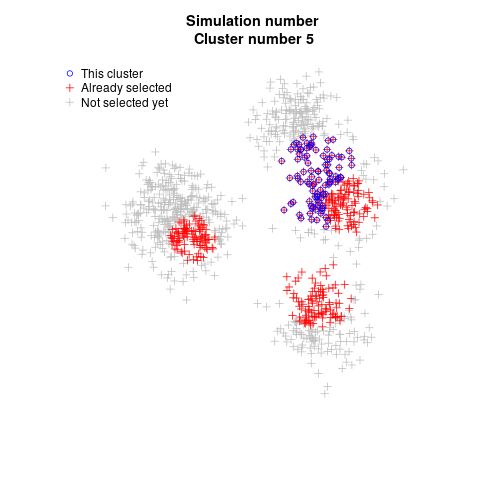 Simulation number
Cluster number 5
This cluster
Already selected
Not selected yet